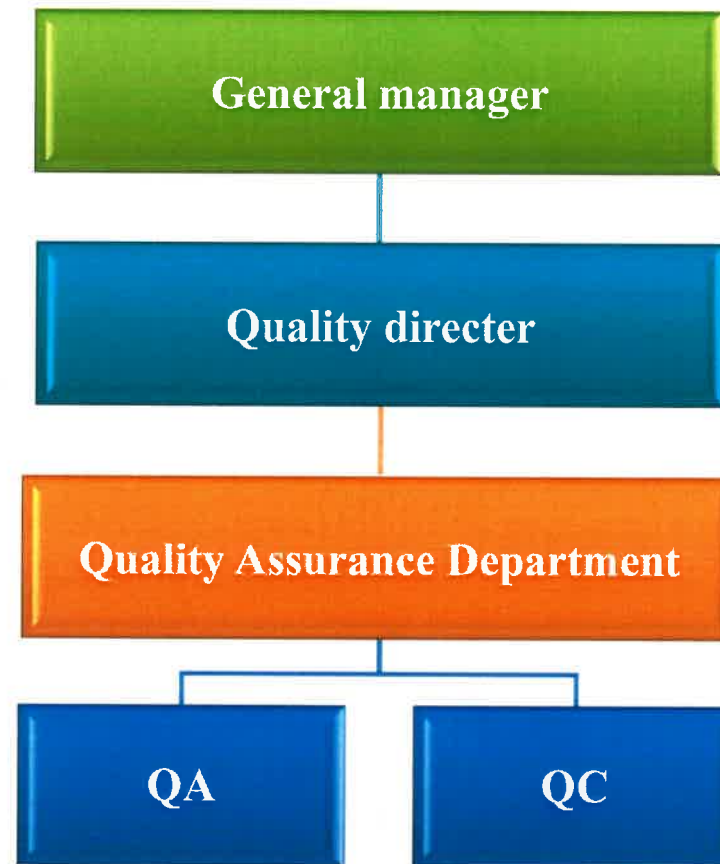 General manager
Quality directer
Quality Assurance Department
QA
QC